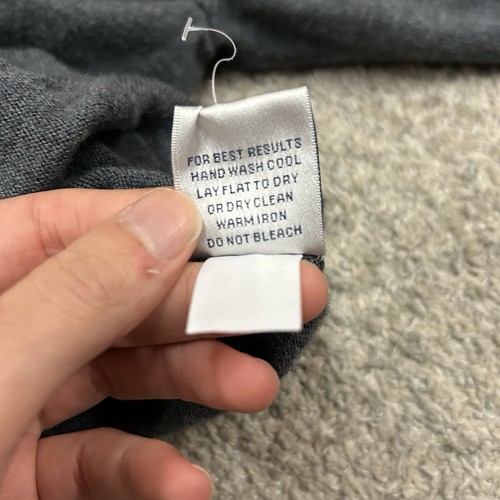 FOR BEST RESULTS
HAND WASH COOL
LAY FLAT TO DRY
OR DRY CLEAN
WARM IRON
DO NOT BLEACH